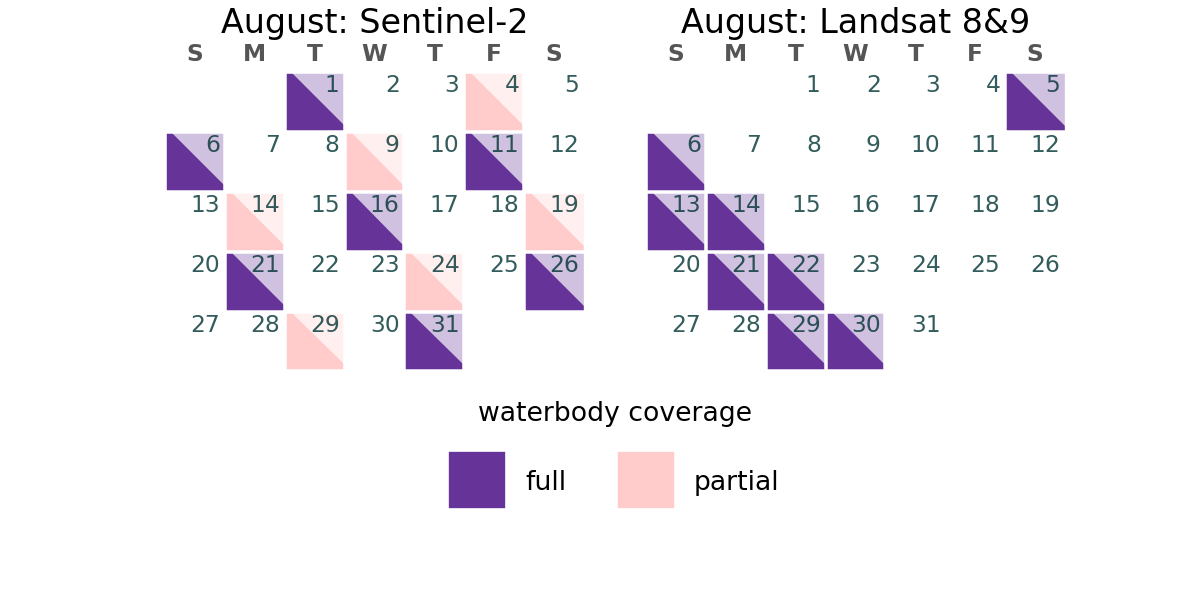 August: Sentinel-2
S M T W T F S
1 2 3 4 5
6 7 8 9 10 11 12
13 14 15 16 17 18 19
20 21 22 23 24 25 26
27 28 29 30 31
August: Landsat 8&9
S M T W T F S
1 2 3 4 5
6 7 8 9 10 11 12
13 14 15 16 17 18 19
20 21 22 23 24 25 26
27 28 29 30 31
waterbody coverage
full partial